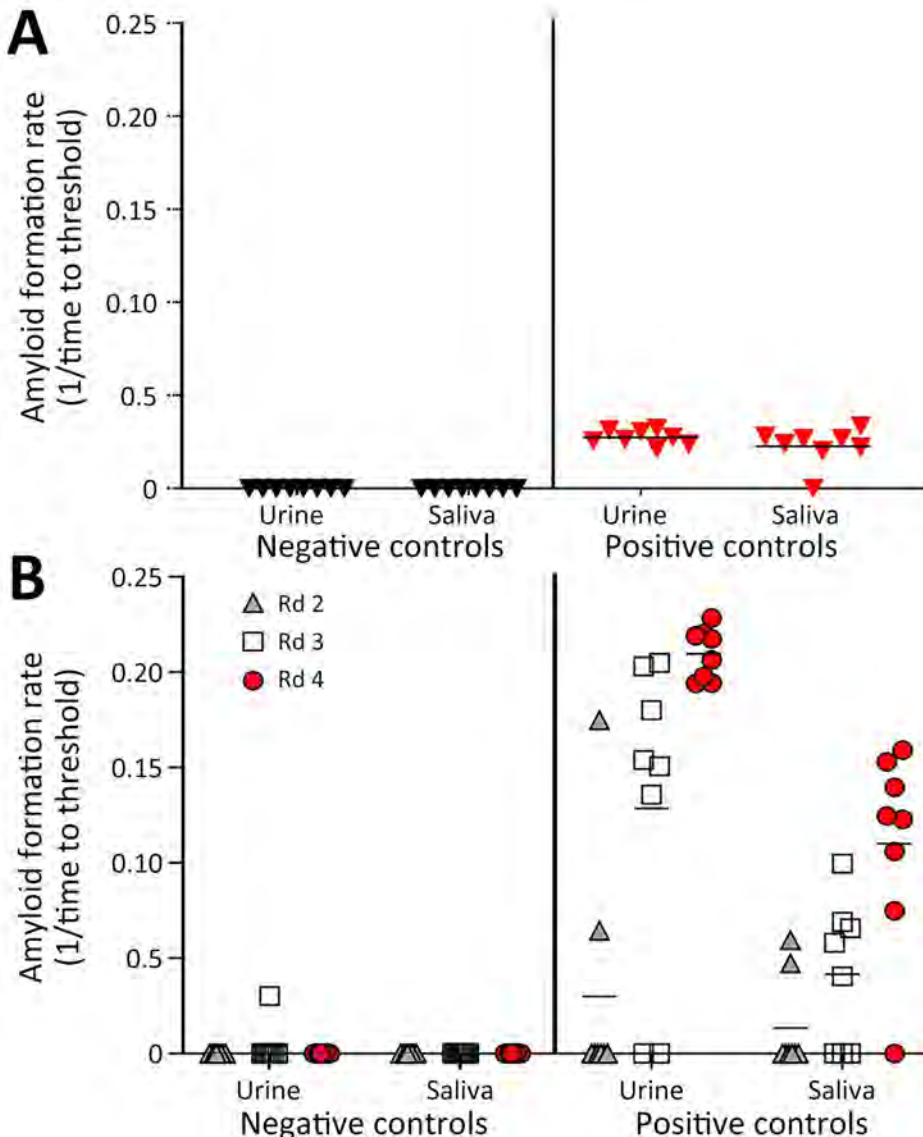 A
Amyloid formation rate
(1/time to threshold)
0.25
0.20
0.15
0.10
0.5
0
Urine
Saliva
Urine
Saliva
Negative controls
Positive controls
B
Amyloid formation rate
(1/time to threshold)
0.25
0.20
0.15
0.10
0.5
0
Rd 2
Rd 3
Rd 4
Urine
Saliva
Urine
Saliva
Negative controls
Positive controls